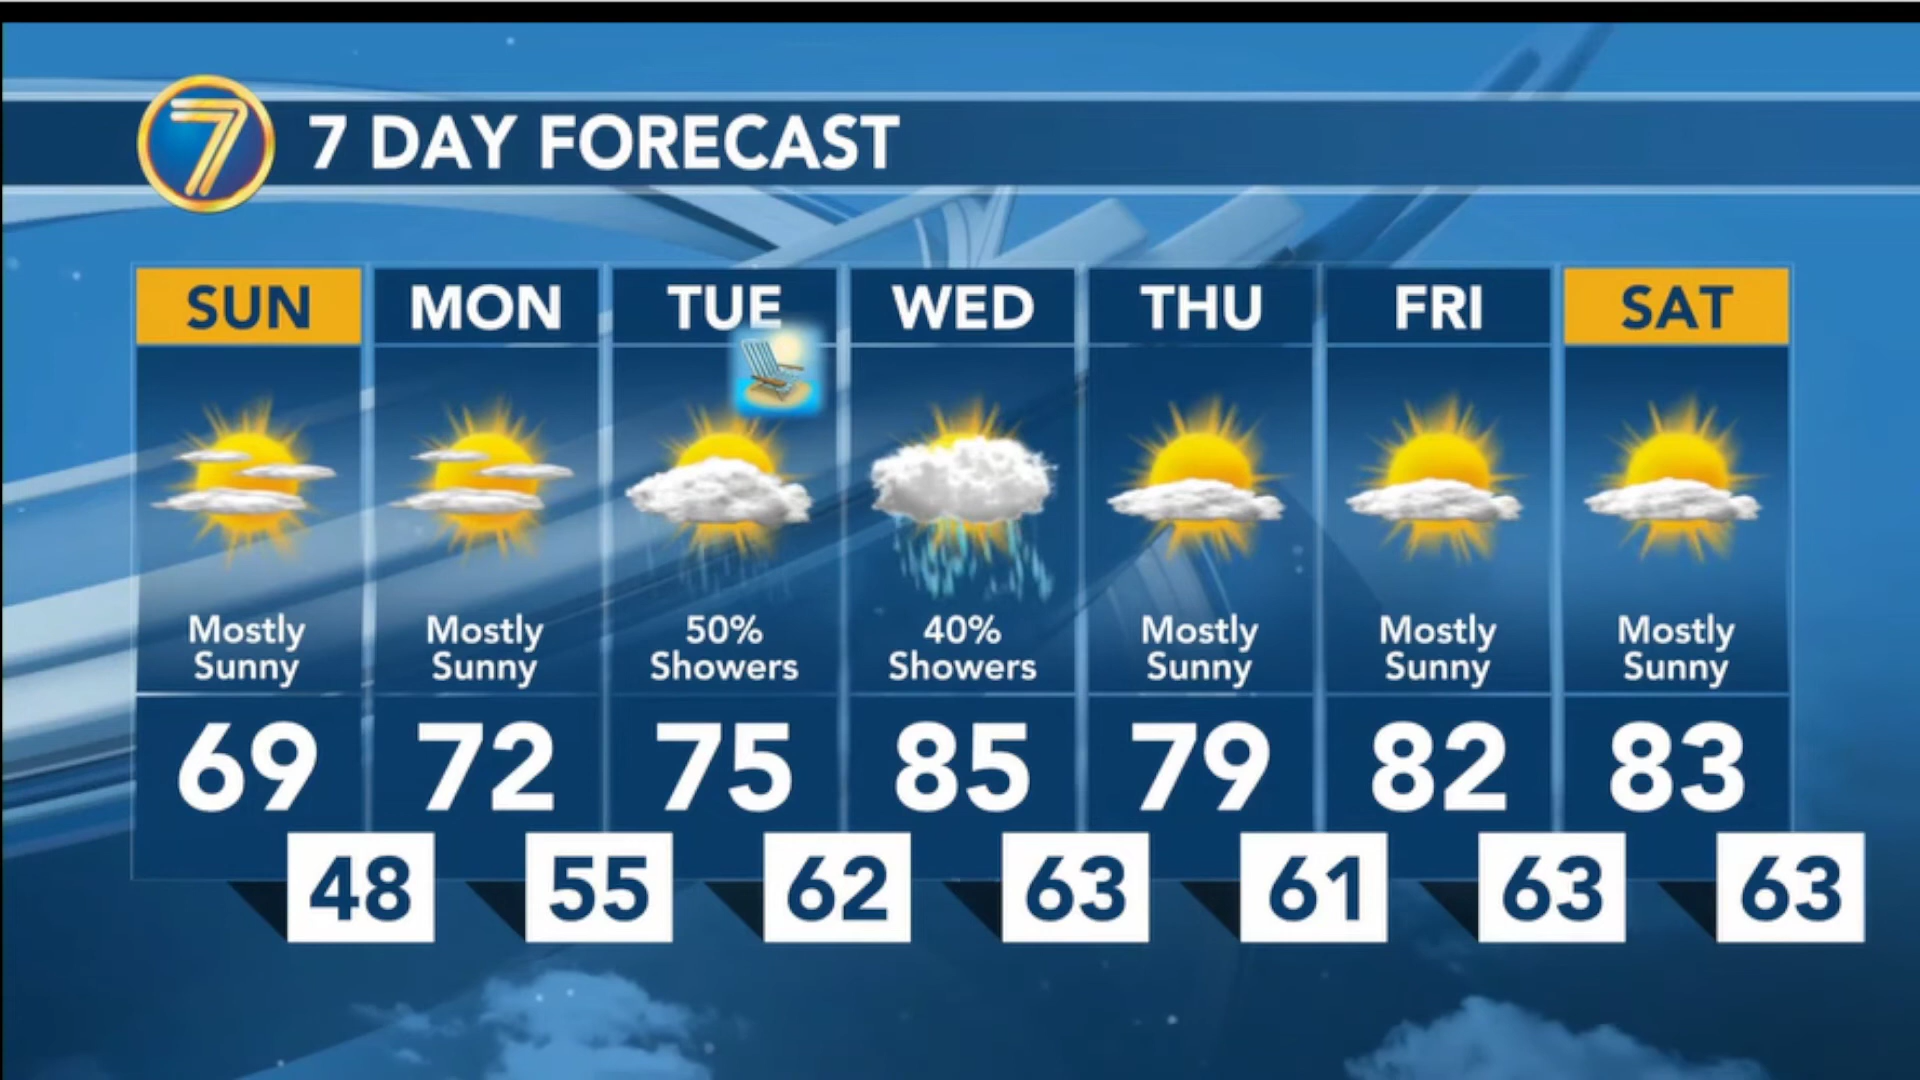 7
7 DAY FORECAST
SUN
MON
TUE
WED
THU
FRI
SAT
Mostly
Sunny
Mostly
Sunny
50%
Showers
40%
Showers
Mostly
Sunny
Mostly
Sunny
Mostly
Sunny
69
72
75
85
79
82
83
48
55
62
63
61
63
63